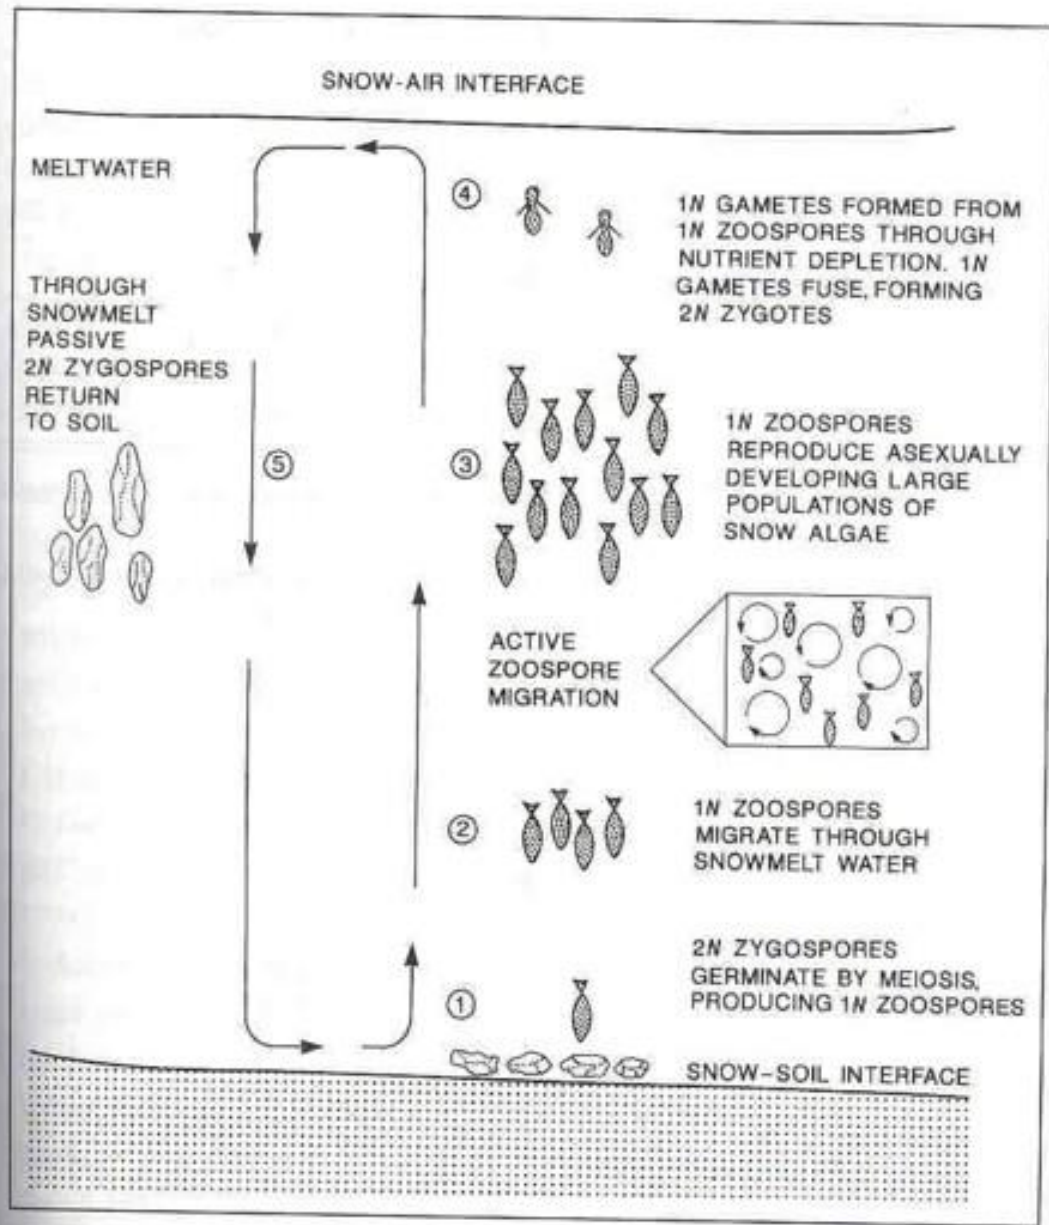 SNOW-AIR INTERFACE
MELTWATER
④
1N GAMETES FORMED FROM
1N ZOOSPORES THROUGH
NUTRIENT DEPLETION. 1N
GAMETES FUSE, FORMING
2N ZYGOTES
THROUGH
SNOWMELT
PASSIVE
2N ZYGOSPORES
RETURN
TO SOIL
⑤
③
1N ZOOSPORES
REPRODUCE ASEXUALLY
DEVELOPING LARGE
POPULATIONS OF
SNOW ALGAE
ACTIVE
ZOOSPORE
MIGRATION
②
1N ZOOSPORES
MIGRATE THROUGH
SNOWMELT WATER
①
2N ZYGOSPORES
GERMINATE BY MEIOSIS,
PRODUCING 1N ZOOSPORES
SNOW-SOIL INTERFACE